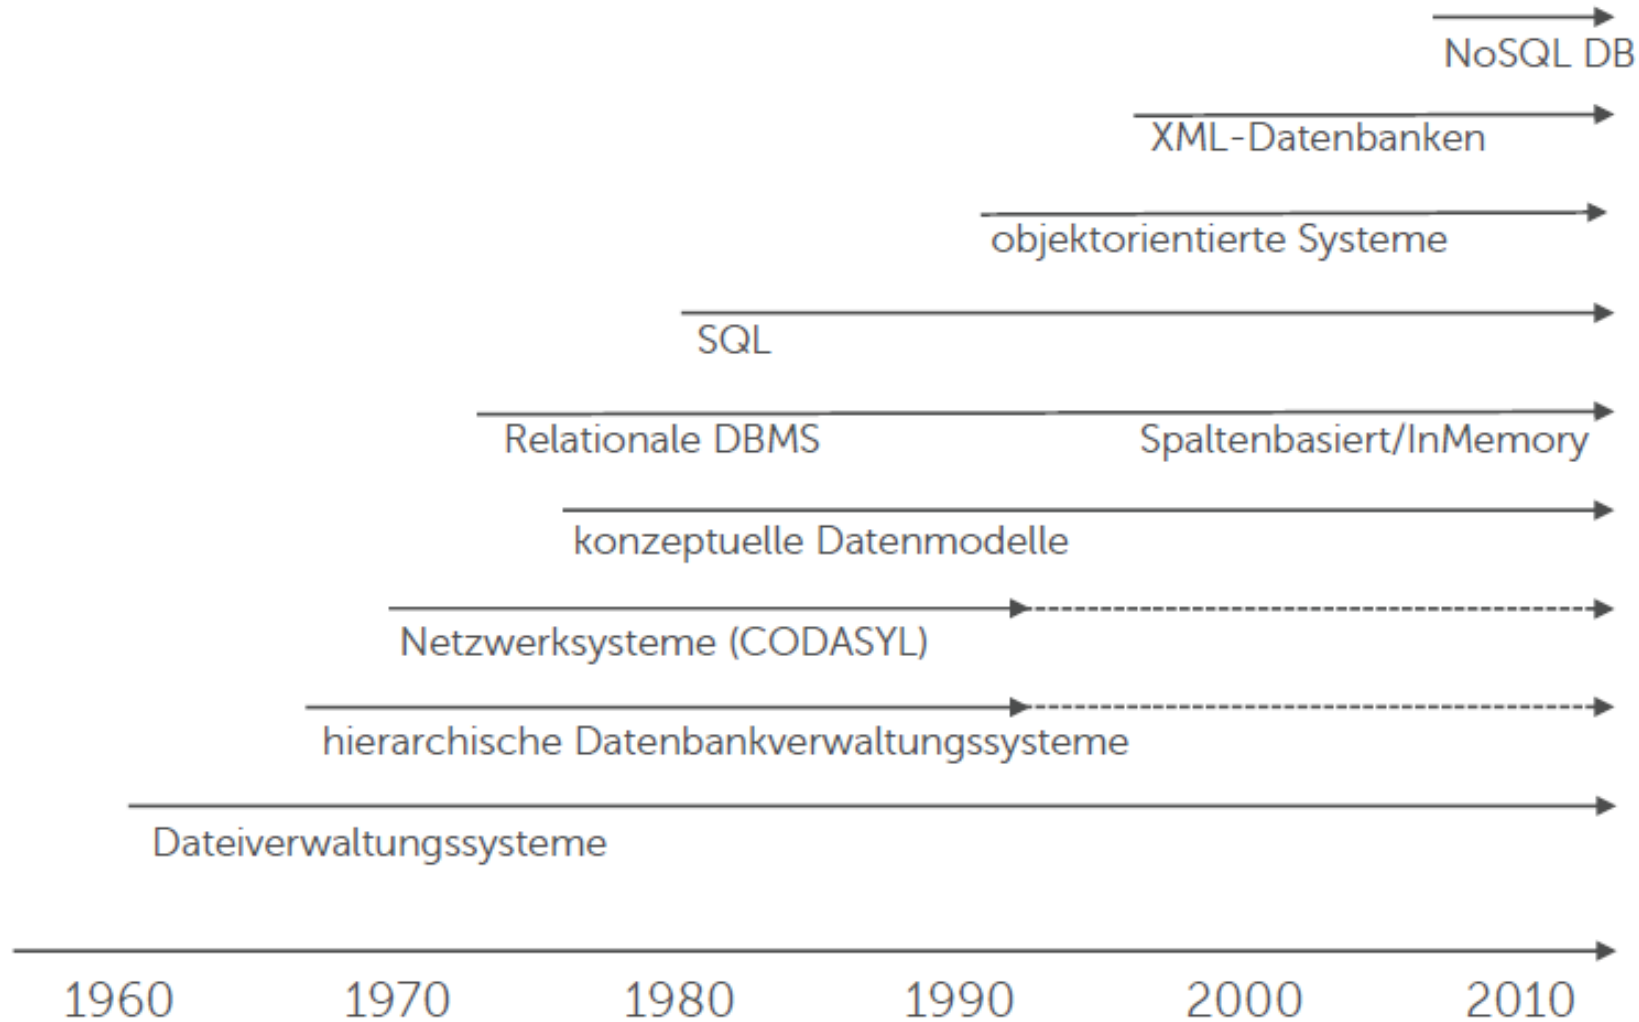 NoSQL DB
XML-Datenbanken
objektorientierte Systeme
SQL
Relationale DBMS Spaltenbasiert/InMemory
konzeptuelle Datenmodelle
Netzwerksysteme (CODASYL)
hierarchische Datenbankverwaltungssysteme
Dateiverwaltungssysteme
1960 1970 1980 1990 2000 2010